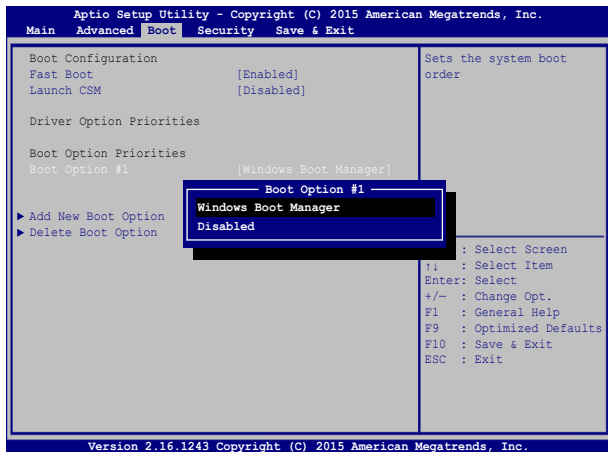 Aptio Setup Utility - Copyright (C) 2015 American Megatrends, Inc.
Main Advanced Boot Security Save & Exit
Boot Configuration
Fast Boot [Enabled]
Launch CSM [Disabled]
Driver Option Priorities
Boot Option Priorities
Boot Option #1 [Windows Boot Manager]
▶ Add New Boot Option
▶ Delete Boot Option
Boot Option #1
Windows Boot Manager
Disabled
Sets the system boot
order
: Select Screen
↑↓ : Select Item
Enter: Select
+/— : Change Opt.
F1 : General Help
F9 : Optimized Defaults
F10 : Save & Exit
ESC : Exit
Version 2.16.1243 Copyright (C) 2015 American Megatrends, Inc.